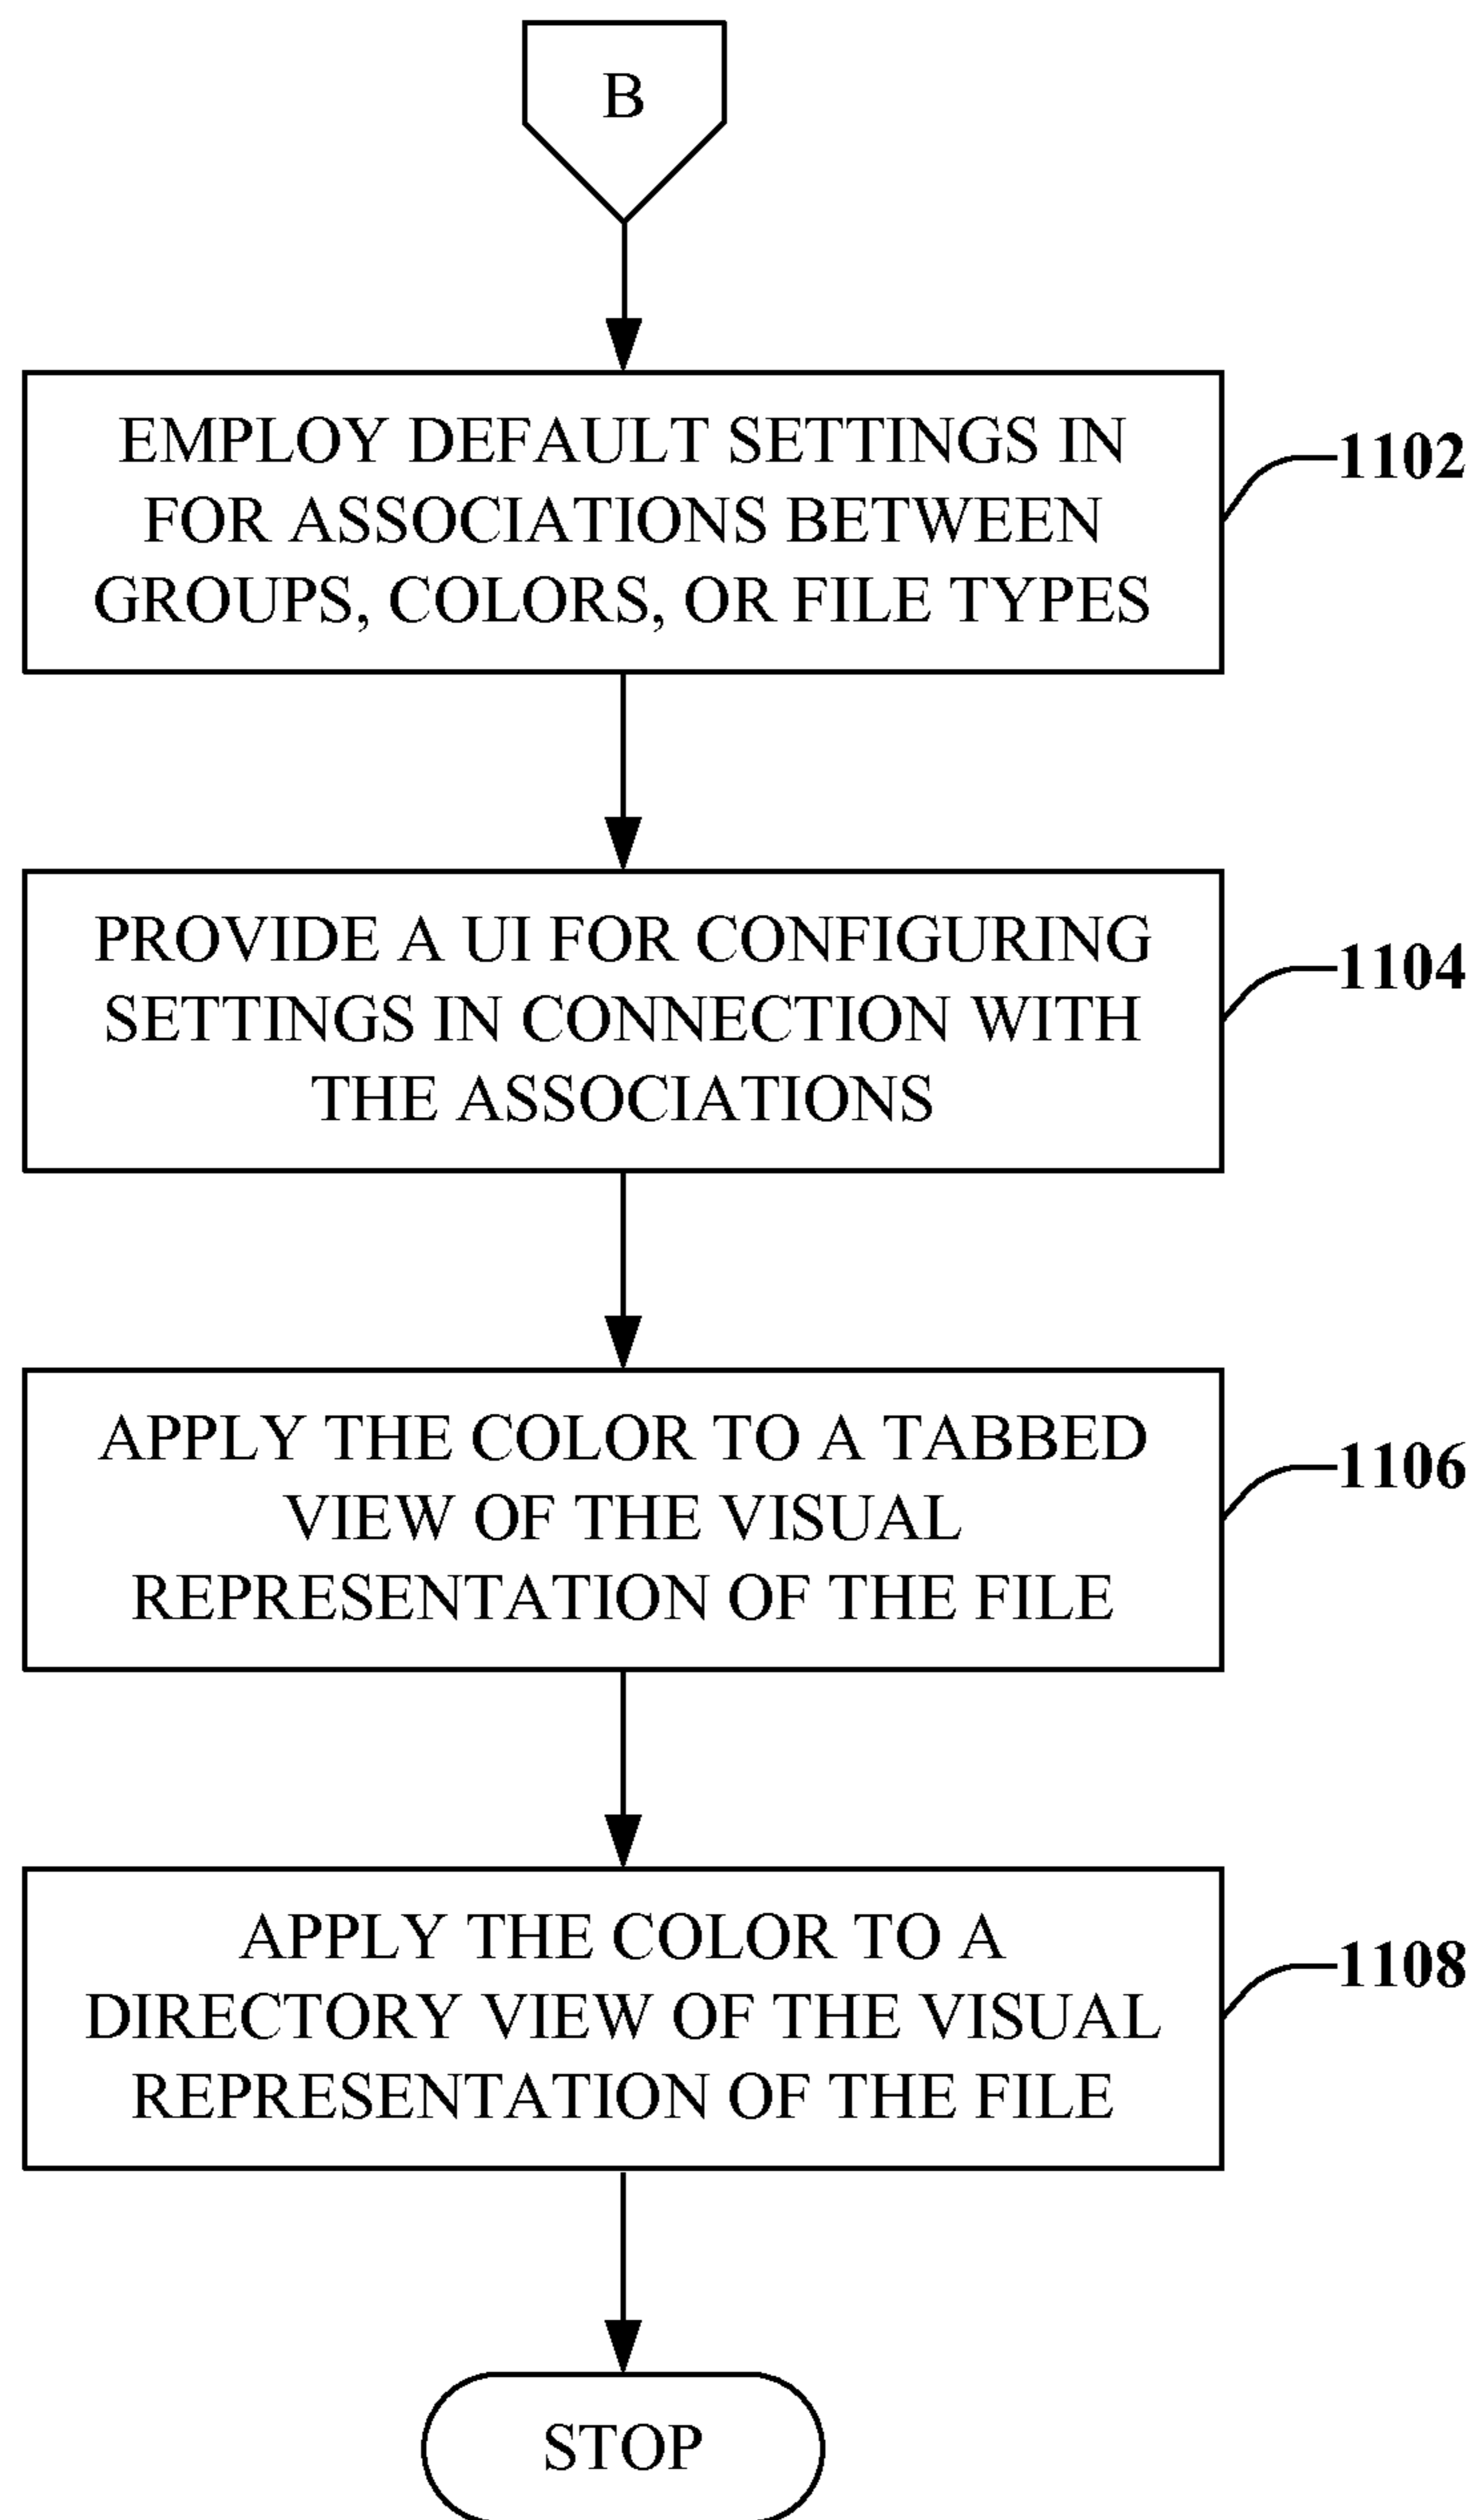 B
EMPLOY DEFAULT SETTINGS IN
FOR ASSOCIATIONS BETWEEN
GROUPS, COLORS, OR FILE TYPES
1102
PROVIDE A UI FOR CONFIGURING
SETTINGS IN CONNECTION WITH
THE ASSOCIATIONS
1104
APPLY THE COLOR TO A TABBED
VIEW OF THE VISUAL
REPRESENTATION OF THE FILE
1106
APPLY THE COLOR TO A
DIRECTORY VIEW OF THE VISUAL
REPRESENTATION OF THE FILE
1108
STOP